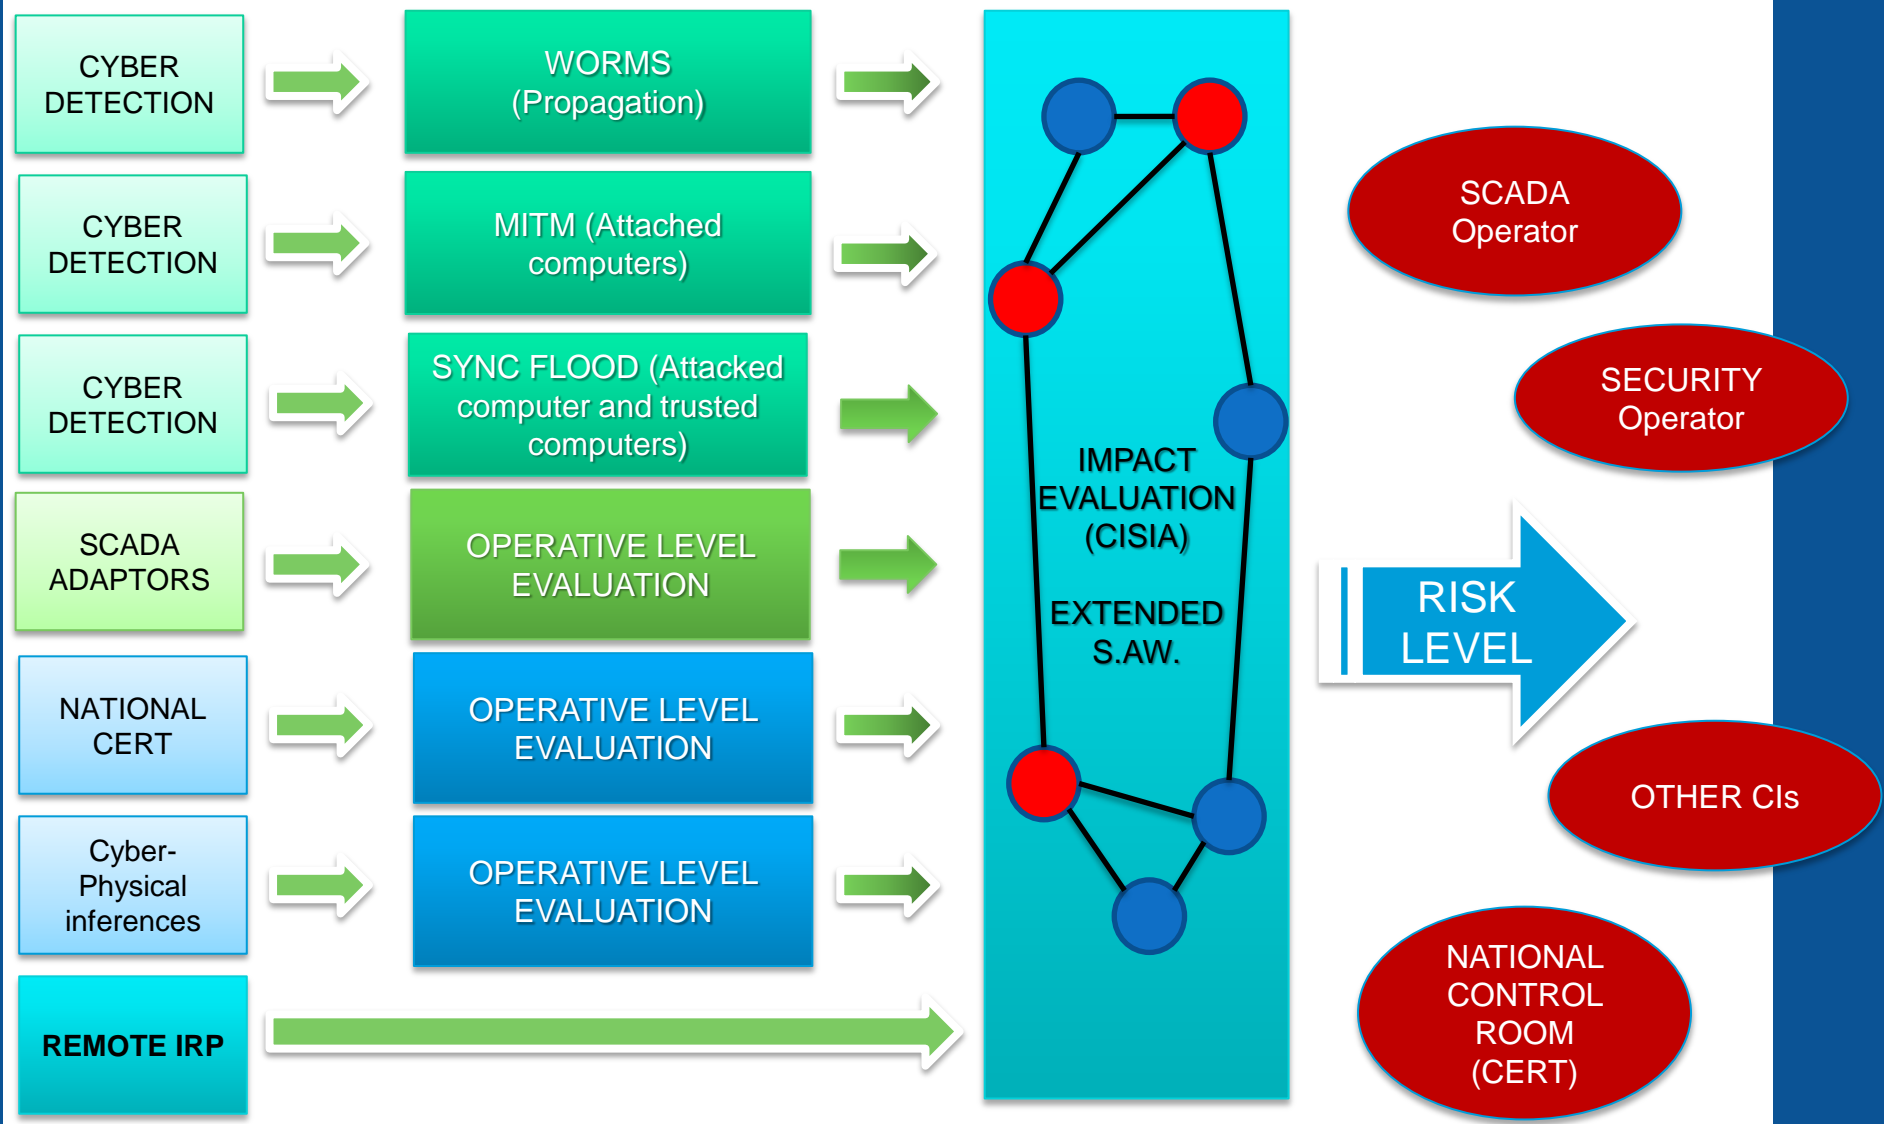 CYBER
DETECTION
WORMS
(Propagation)
CYBER
DETECTION
MITM (Attached
computers)
CYBER
DETECTION
SYNC FLOOD (Attacked
computer and trusted
computers)
SCADA
ADAPTORS
OPERATIVE LEVEL
EVALUATION
NATIONAL
CERT
OPERATIVE LEVEL
EVALUATION
Cyber-
Physical
inferences
OPERATIVE LEVEL
EVALUATION
REMOTE IRP
IMPACT
EVALUATION
(CISIA)
EXTENDED
S.AW.
RISK
LEVEL
SCADA
Operator
SECURITY
Operator
OTHER CIs
NATIONAL
CONTROL
ROOM
(CERT)